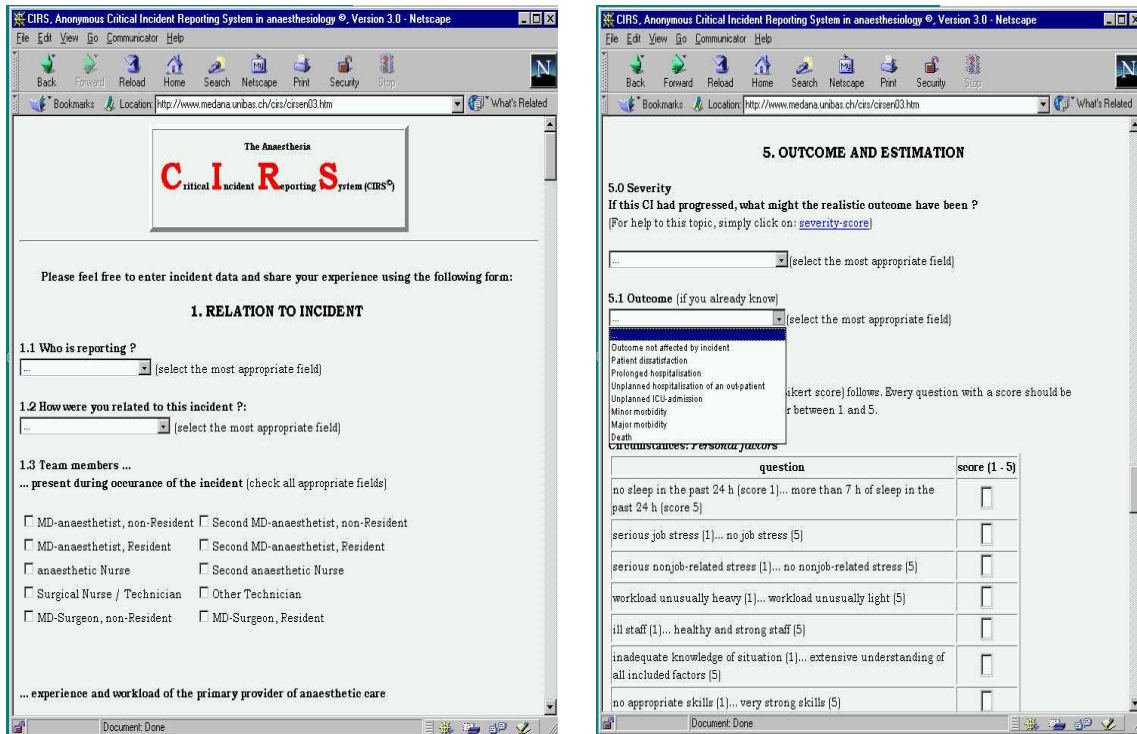 CIRS, Anonymous Critical Incident Reporting System in anaesthesiology ©, Version 3.0 - Netscape
File Edit View Go Communicator Help
Back Forward Reload Home Search Netscape Print Security Stop
Bookmarks Location: http://www.medana.unibas.ch/cirs/cirsen03.htm What's Related
The Anaesthesia
Critical Incident Reporting System (CIRS©)
Please feel free to enter incident data and share your experience using the following form:
1. RELATION TO INCIDENT
1.1 Who is reporting ?
... (select the most appropriate field)
1.2 How were you related to this incident ?:
... (select the most appropriate field)
1.3 Team members ...
... present during occurance of the incident (check all appropriate fields)
MD-anaesthetist, non-Resident Second MD-anaesthetist, non-Resident
MD-anaesthetist, Resident Second MD-anaesthetist, Resident
anaesthetic Nurse Second anaesthetic Nurse
Surgical Nurse / Technician Other Technician
MD-Surgeon, non-Resident MD-Surgeon, Resident
... experience and workload of the primary provider of anaesthetic care
Document: Done
CIRS, Anonymous Critical Incident Reporting System in anaesthesiology ©, Version 3.0 - Netscape
File Edit View Go Communicator Help
Back Forward Reload Home Search Netscape Print Security Stop
Bookmarks Location: http://www.medana.unibas.ch/cirs/cirsen03.htm What's Related
5. OUTCOME AND ESTIMATION
5.0 Severity
If this CI had progressed, what might the realistic outcome have been ?
(For help to this topic, simply click on: severity-score)
... (select the most appropriate field)
5.1 Outcome (if you already know)
... (select the most appropriate field)
...
Outcome not affected by incident
Patient dissatisfaction
Prolonged hospitalisation
Unplanned hospitalisation of an out-patient
Unplanned ICU-admission
Minor morbidity
Major morbidity
Death
ikert score) follows. Every question with a score should be
r between 1 and 5.
Circumstances: Personal factors
question score (1 - 5)
no sleep in the past 24 h (score 1)... more than 7 h of sleep in the
past 24 h (score 5)
serious job stress (1)... no job stress (5)
serious nonjob-related stress (1)... no nonjob-related stress (5)
workload unusually heavy (1)... workload unusually light (5)
ill staff (1)... healthy and strong staff (5)
inadequate knowledge of situation (1)... extensive understanding of
all included factors (5)
no appropriate skills (1)... very strong skills (5)
Document: Done